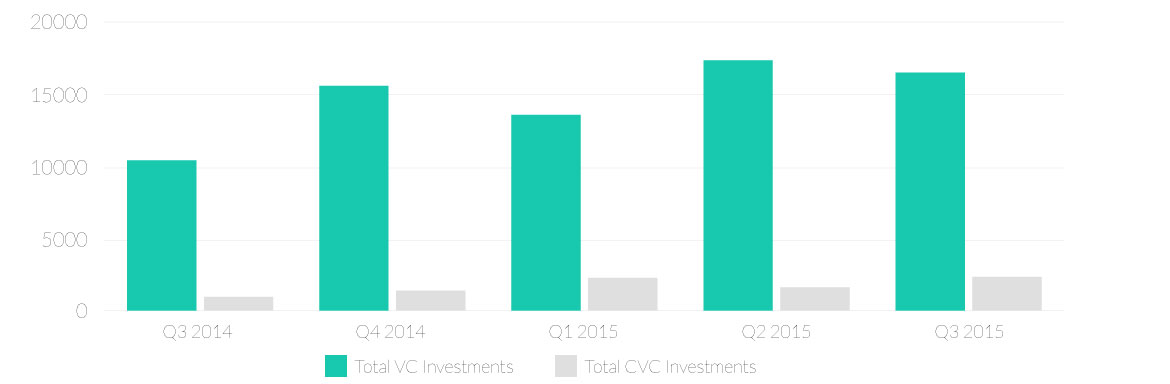 20000
15000
10000
5000
0
Q3 2014 Q4 2014 Q1 2015 Q2 2015 Q3 2015
Total VC Investments Total CVC Investments